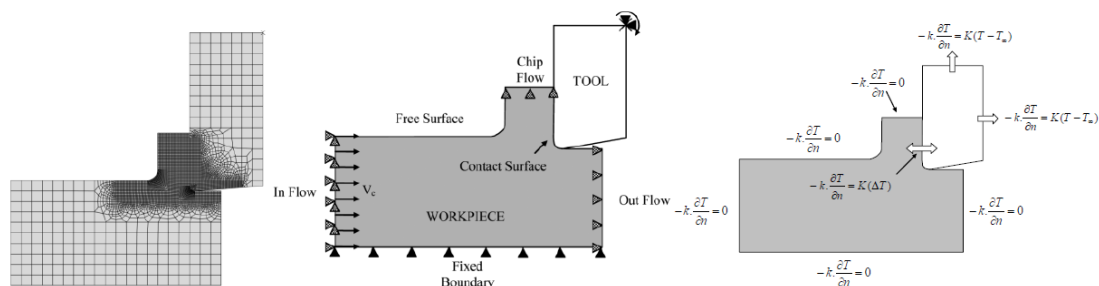 Chip
Flow
TOOL
Free Surface
Contact Surface
In Flow
V_c
WORKPIECE
Out Flow
Fixed
Boundary
-k.∂T/∂n = K(T-T_∞)
-k.∂T/∂n = 0
-k.∂T/∂n = K(T-T_∞)
-k.∂T/∂n = 0
-k.∂T/∂n = K(ΔT)
-k.∂T/∂n = 0
-k.∂T/∂n = 0
-k.∂T/∂n = 0